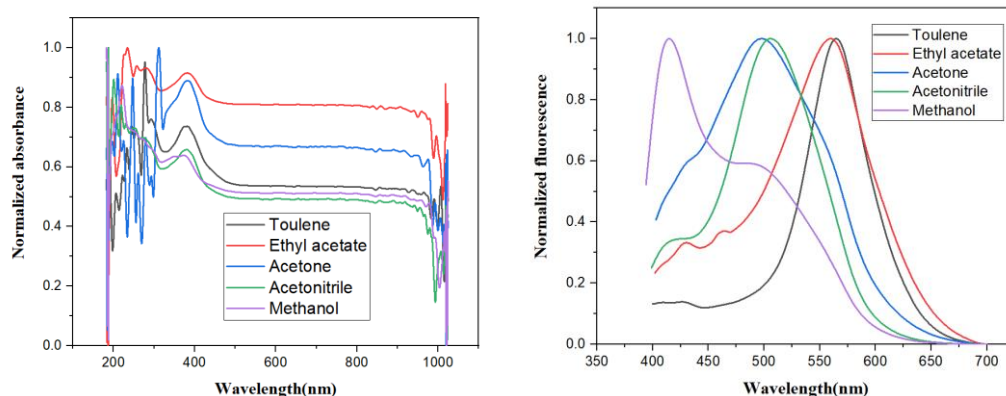 Normalized absorbance
1.0
0.8
0.6
0.4
0.2
0.0
Toulene
Ethyl acetate
Acetone
Acetonitrile
Methanol
200
400
600
800
1000
Wavelength(nm)
Normalized fluorescence
1.0
0.8
0.6
0.4
0.2
0.0
Toulene
Ethyl acetate
Acetone
Acetonitrile
Methanol
350
400
450
500
550
600
650
700
Wavelength(nm)